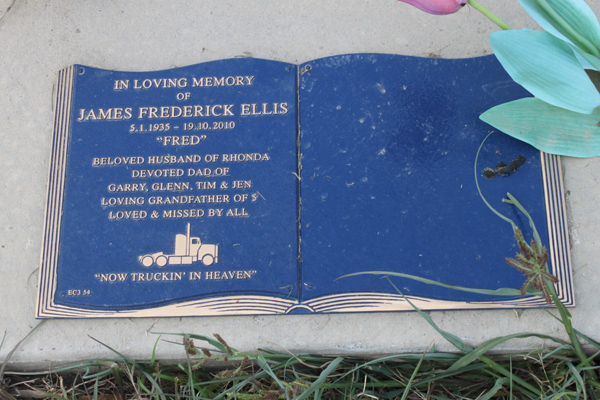 IN LOVING MEMORY
OF
JAMES FREDERICK ELLIS
5.1.1935 - 19.10.2010
"FRED"
BELOVED HUSBAND OF RHONDA
DEVOTED DAD OF
GARRY, GLENN, TIM & JEN
LOVING GRANDFATHER OF 5
LOVED & MISSED BY ALL
"NOW TRUCKIN' IN HEAVEN"
EC3 54